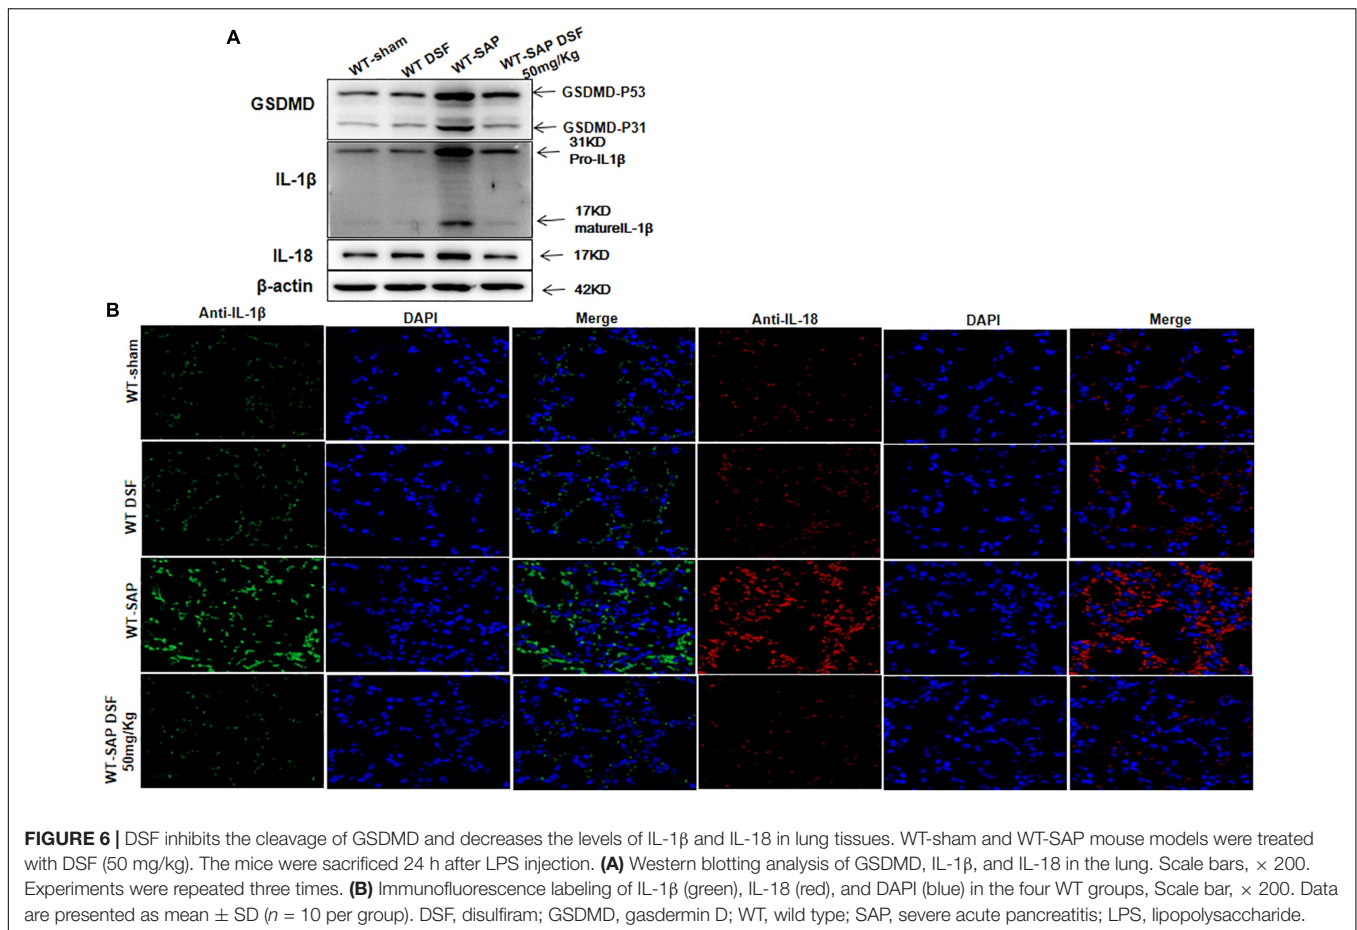 A
WT-sham
WT DSF
WT-SAP
WT-SAP DSF
50mg/Kg
GSDMD
GSDMD-P53
GSDMD-P31
31KD
Pro-IL1β
IL-1β
17KD
matureIL-1β
IL-18
17KD
β-actin
42KD
B
Anti-IL-1β
DAPI
Merge
Anti-IL-18
DAPI
Merge
WT-sham
WT DSF
WT-SAP
WT-SAP DSF
50mg/Kg
FIGURE 6 | DSF inhibits the cleavage of GSDMD and decreases the levels of IL-1β and IL-18 in lung tissues. WT-sham and WT-SAP mouse models were treated
with DSF (50 mg/kg). The mice were sacrificed 24 h after LPS injection. (A) Western blotting analysis of GSDMD, IL-1β, and IL-18 in the lung. Scale bars, × 200.
Experiments were repeated three times. (B) Immunofluorescence labeling of IL-1β (green), IL-18 (red), and DAPI (blue) in the four WT groups, Scale bar, × 200. Data
are presented as mean ± SD (n = 10 per group). DSF, disulfiram; GSDMD, gasdermin D; WT, wild type; SAP, severe acute pancreatitis; LPS, lipopolysaccharide.